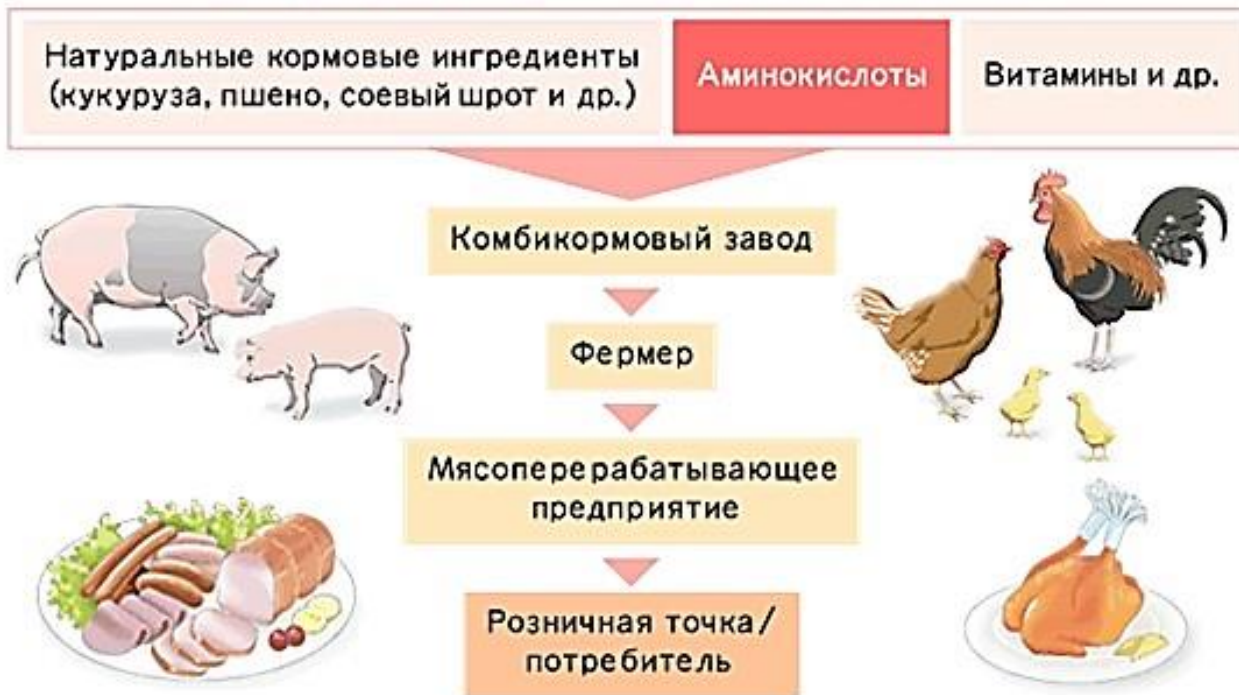 Натуральные кормовые ингредиенты
(кукуруза, пшено, соевый шрот и др.)
Аминокислоты
Витамины и др.
Комбикормовый завод
Фермер
Мясоперерабатывающее
предприятие
Розничная точка/
потребитель